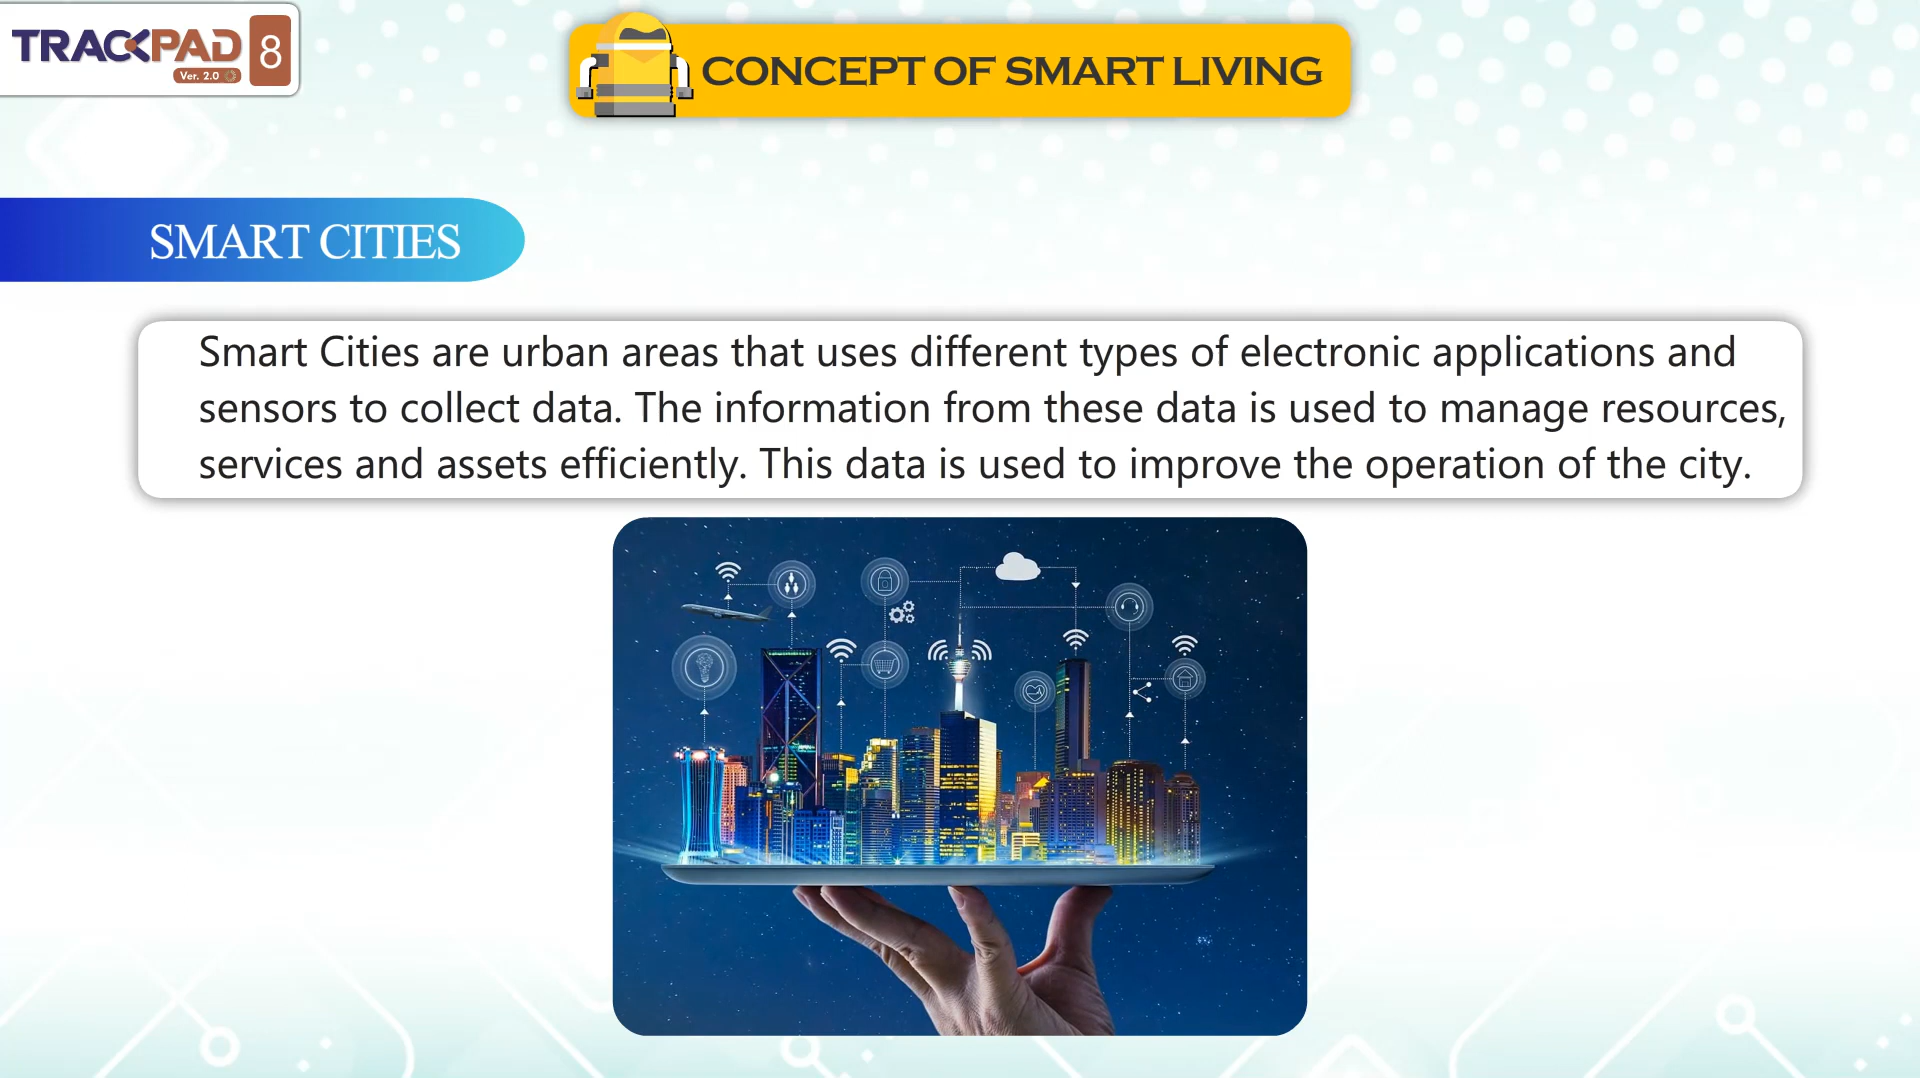 TRACKPAD
Ver. 2.0
8
CONCEPT OF SMART LIVING
SMART CITIES
Smart Cities are urban areas that uses different types of electronic applications and
sensors to collect data. The information from these data is used to manage resources,
services and assets efficiently. This data is used to improve the operation of the city.